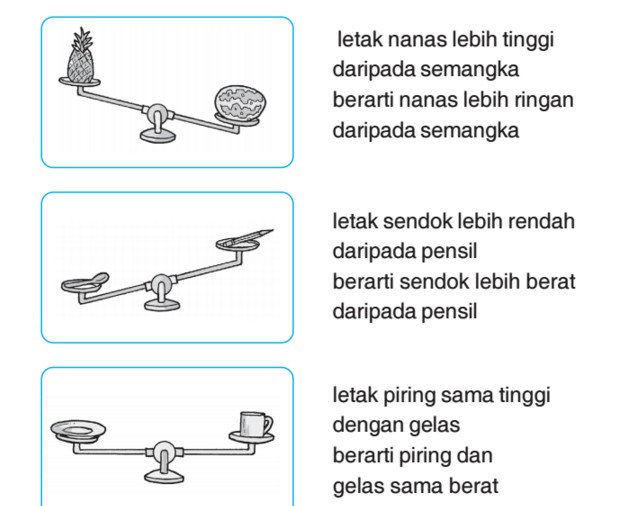 letak nanas lebih tinggi
daripada semangka
berarti nanas lebih ringan
daripada semangka
letak sendok lebih rendah
daripada pensil
berarti sendok lebih berat
daripada pensil
letak piring sama tinggi
dengan gelas
berarti piring dan
gelas sama berat